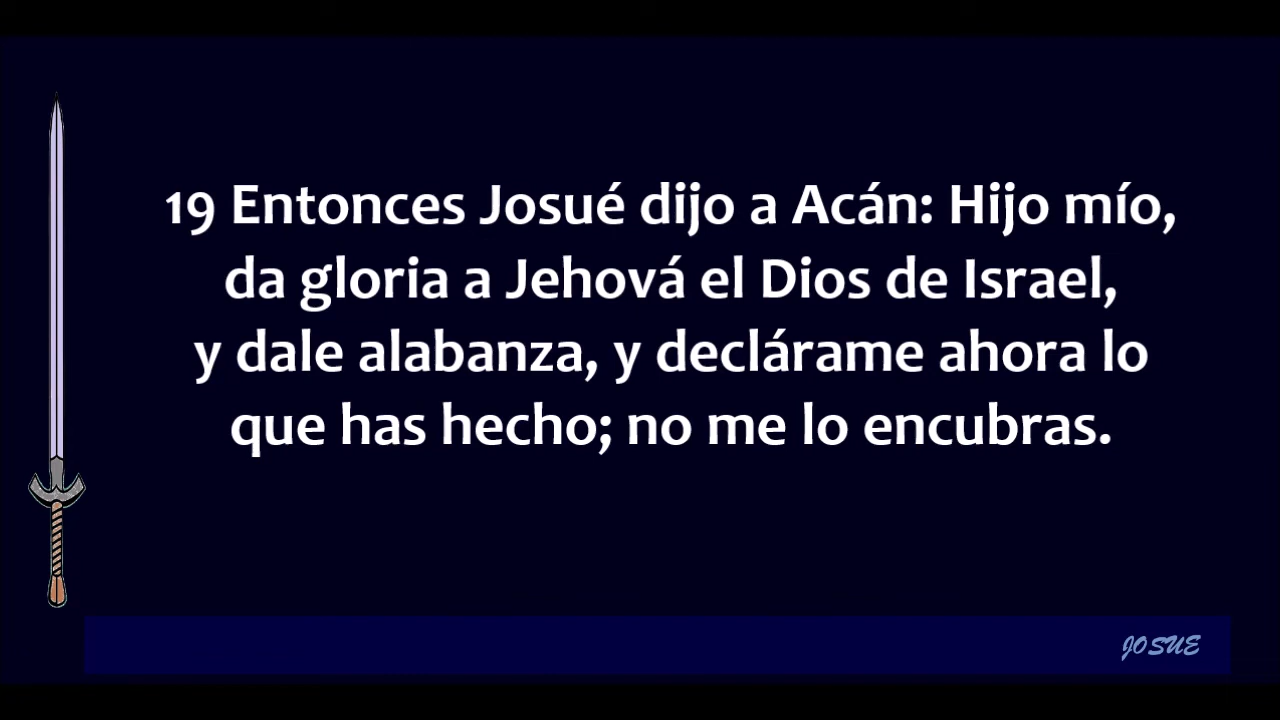 19 Entonces Josué dijo a Acán: Hijo mío,
da gloria a Jehová el Dios de Israel,
y dale alabanza, y declárame ahora lo
que has hecho; no me lo encubras.
JOSUE